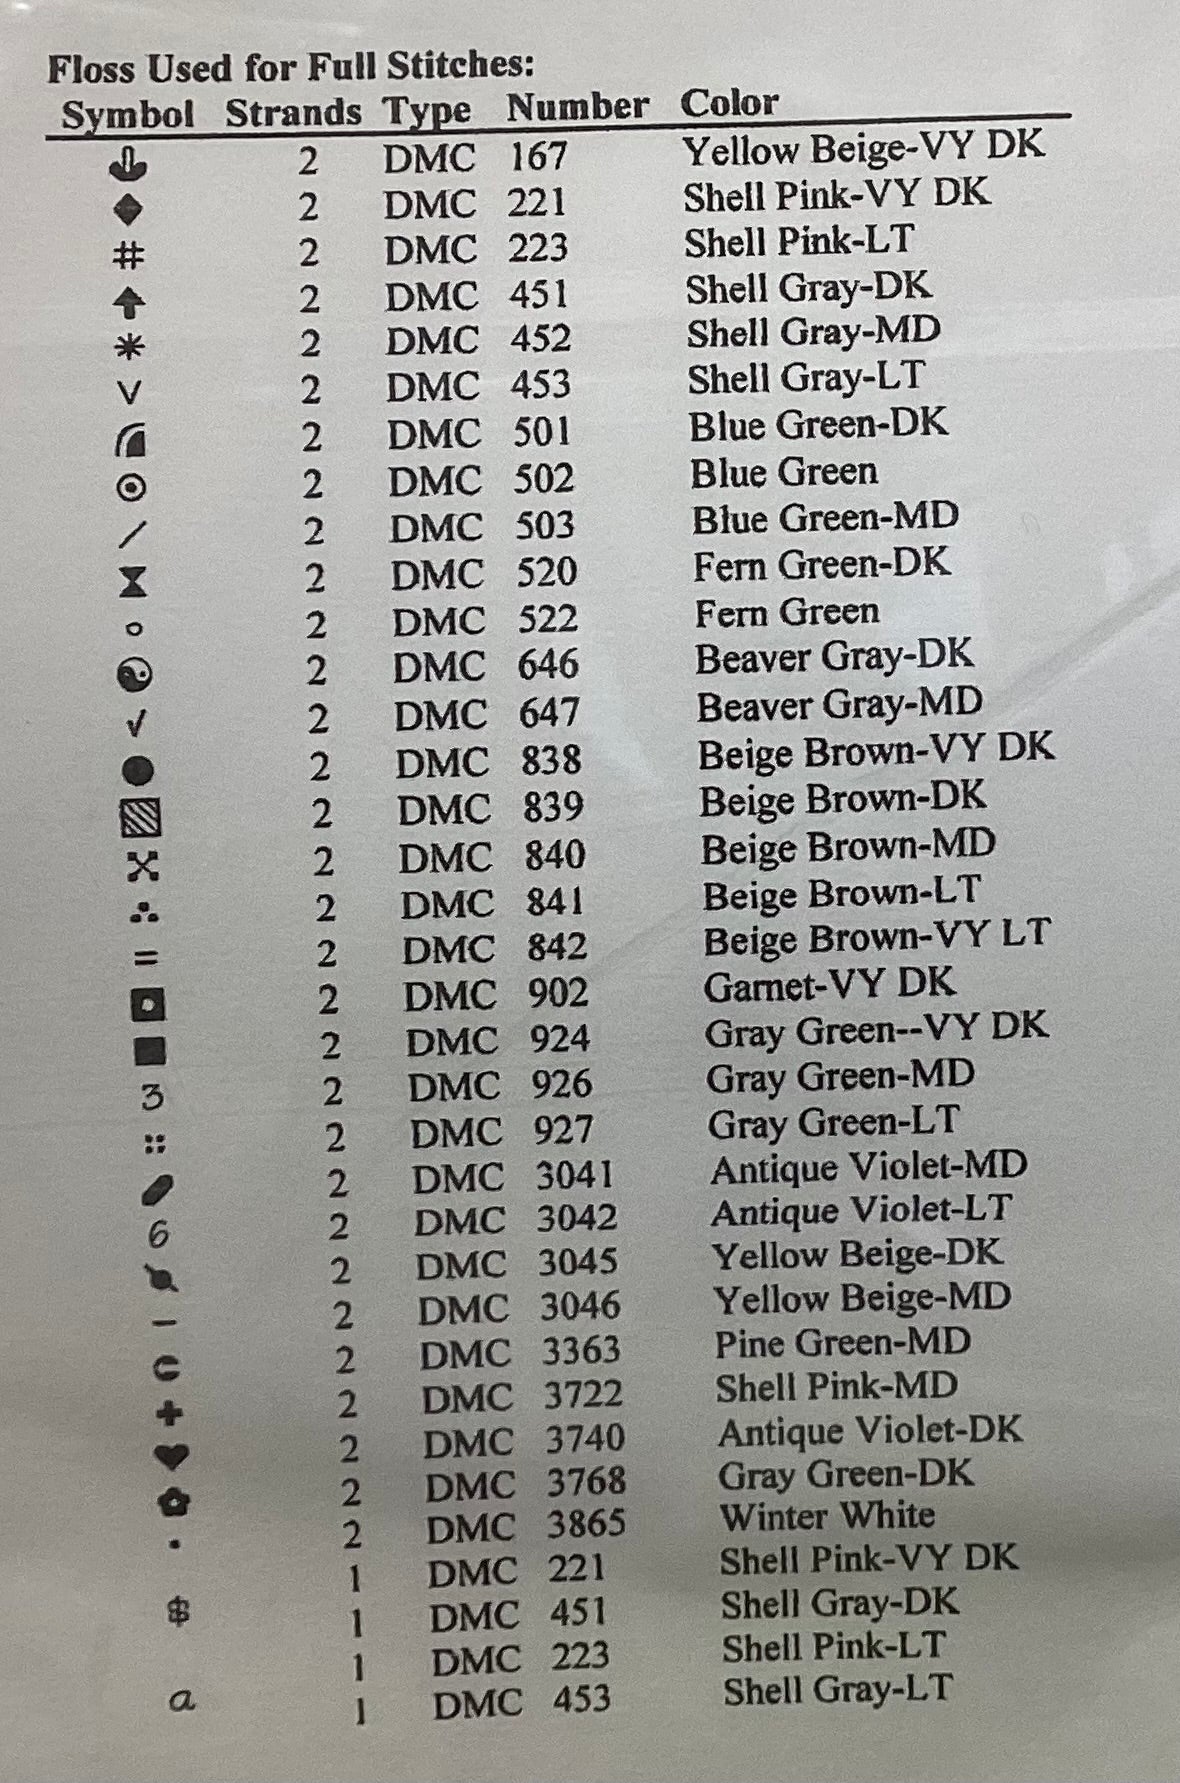 Floss Used for Full Stitches:
Symbol Strands Type Number Color
2 DMC 167 Yellow Beige-VY DK
◆ 2 DMC 221 Shell Pink-VY DK
# 2 DMC 223 Shell Pink-LT
2 DMC 451 Shell Gray-DK
* 2 DMC 452 Shell Gray-MD
v 2 DMC 453 Shell Gray-LT
2 DMC 501 Blue Green-DK
⊙ 2 DMC 502 Blue Green
/ 2 DMC 503 Blue Green-MD
⧗ 2 DMC 520 Fern Green-DK
o 2 DMC 522 Fern Green
☯ 2 DMC 646 Beaver Gray-DK
√ 2 DMC 647 Beaver Gray-MD
● 2 DMC 838 Beige Brown-VY DK
▧ 2 DMC 839 Beige Brown-DK
2 DMC 840 Beige Brown-MD
∴ 2 DMC 841 Beige Brown-LT
= 2 DMC 842 Beige Brown-VY LT
◘ 2 DMC 902 Garnet-VY DK
■ 2 DMC 924 Gray Green--VY DK
3 2 DMC 926 Gray Green-MD
∷ 2 DMC 927 Gray Green-LT
2 DMC 3041 Antique Violet-MD
6 2 DMC 3042 Antique Violet-LT
2 DMC 3045 Yellow Beige-DK
– 2 DMC 3046 Yellow Beige-MD
2 DMC 3363 Pine Green-MD
+ 2 DMC 3722 Shell Pink-MD
♥ 2 DMC 3740 Antique Violet-DK
2 DMC 3768 Gray Green-DK
· 2 DMC 3865 Winter White
1 DMC 221 Shell Pink-VY DK
$ 1 DMC 451 Shell Gray-DK
1 DMC 223 Shell Pink-LT
a 1 DMC 453 Shell Gray-LT